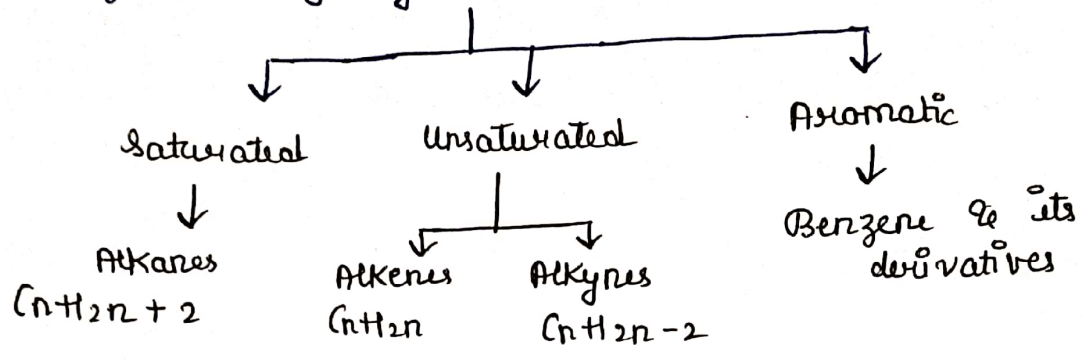 Saturated Unsaturated Aromatic
Alkanes Alkenes Alkynes Benzene & its
derivatives
CnH2n + 2 CnH2n CnH2n-2